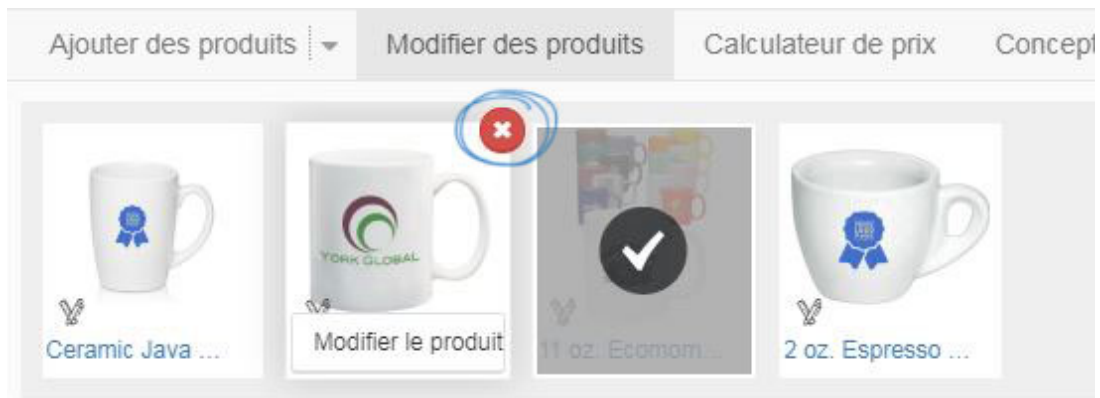 Ajouter des produits
Modifier des produits
Calculateur de prix
Concept
YORK GLOBAL
Modifier le produit
Ceramic Java ...
11 oz. Ecomom...
2 oz. Espresso ...